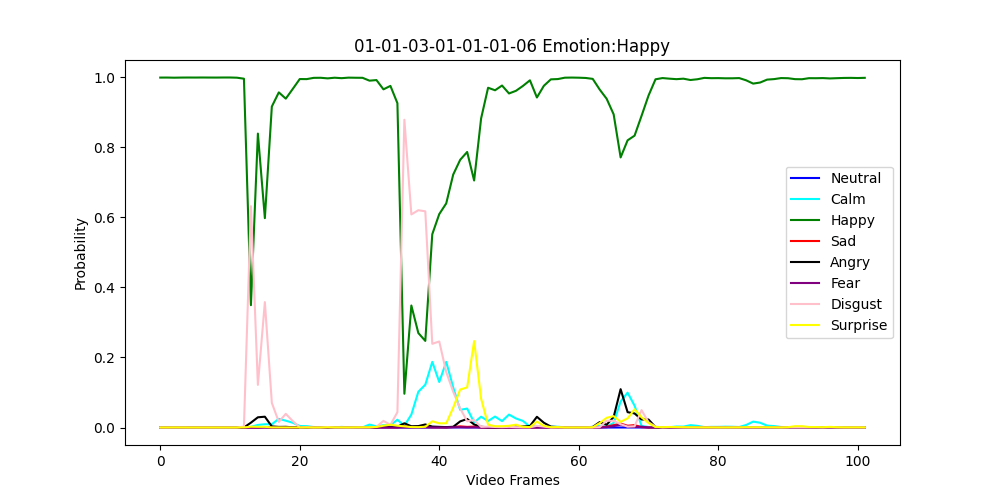 01-01-03-01-01-01-06 Emotion:Happy
Probability
1.0
0.8
0.6
0.4
0.2
0.0
0
20
40
60
80
100
Video Frames
Neutral
Calm
Happy
Sad
Angry
Fear
Disgust
Surprise